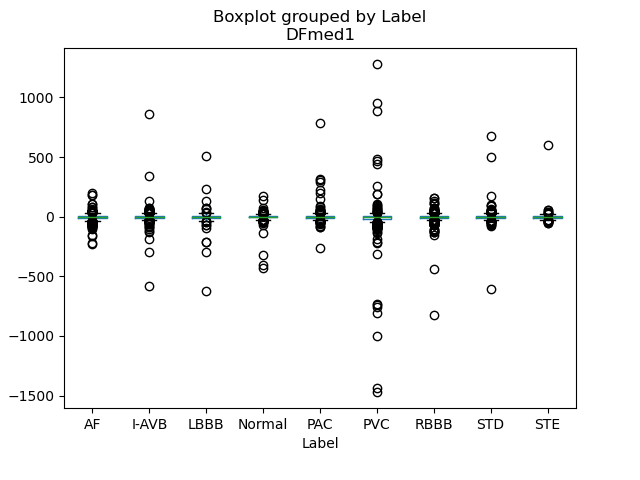 Boxplot grouped by Label
DFmed1
1000
500
0
−500
−1000
−1500
AF I-AVB LBBB Normal PAC PVC RBBB STD STE
Label